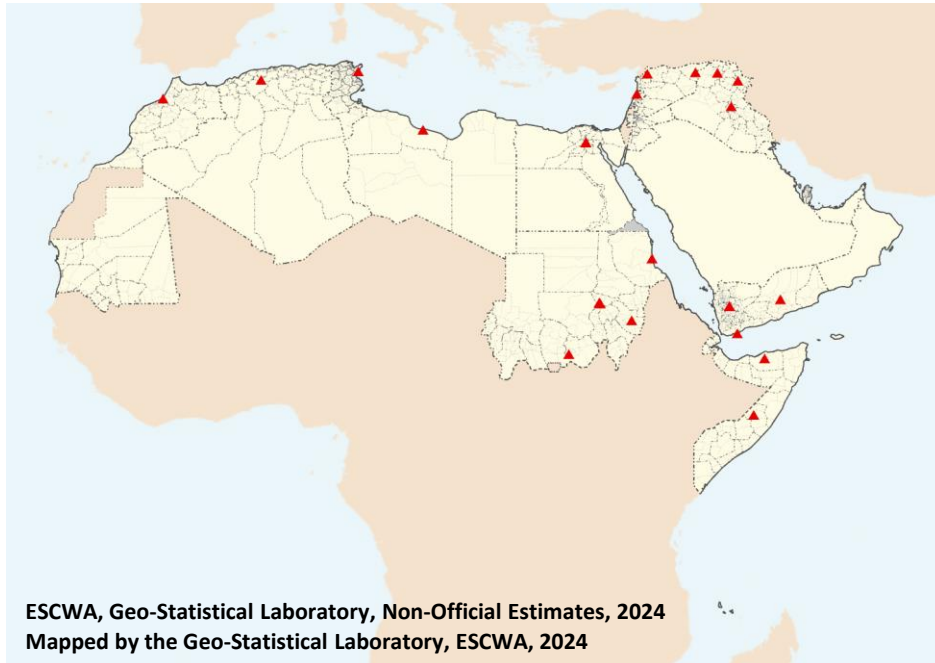 ESCWA, Geo-Statistical Laboratory, Non-Official Estimates, 2024
Mapped by the Geo-Statistical Laboratory, ESCWA, 2024